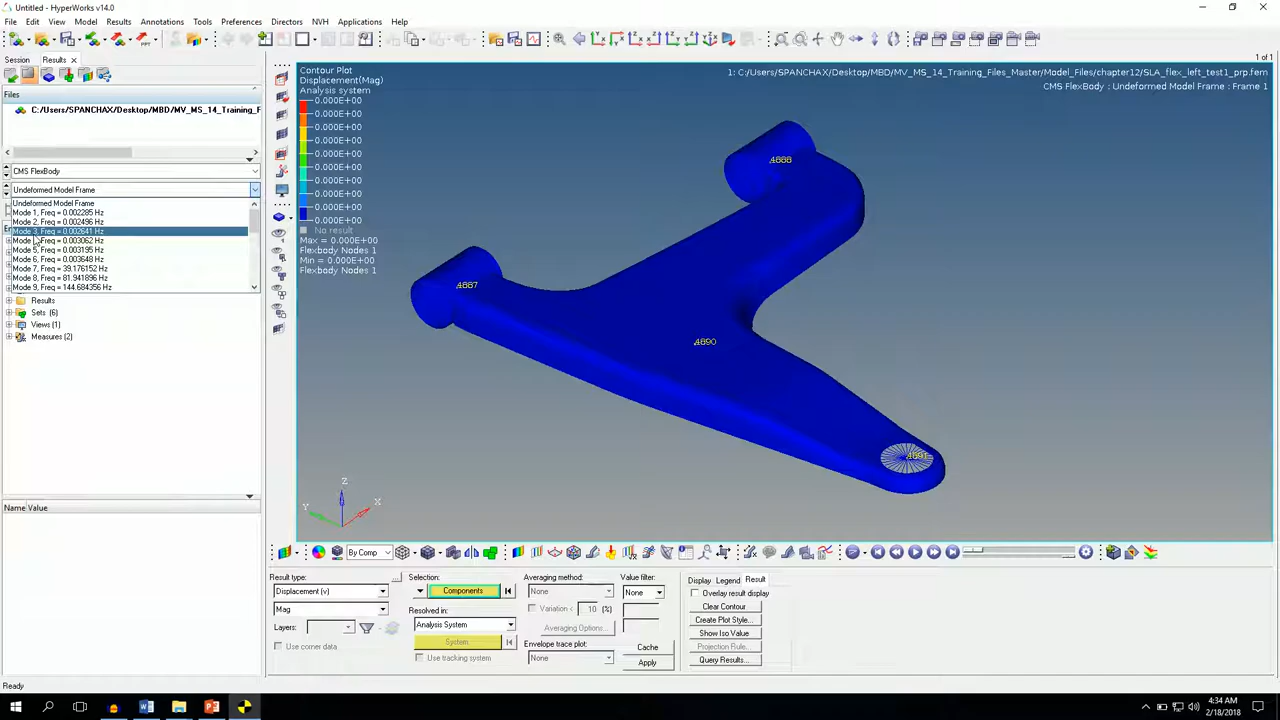 Untitled - HyperWorks v14.0
File Edit View Model Results Annotations Tools Preferences Directors NVH Applications Help
Session Results
1 of 1
Files
C:/Users/SPANCHAX/Desktop/MBD/MV_MS_14_Training_F
CMS FlexBody
Undeformed Model Frame
Undeformed Model Frame
Mode 1, Freq = 0.002285 Hz
Mode 2, Freq = 0.002496 Hz
Mode 3, Freq = 0.002641 Hz
Mode 4, Freq = 0.003062 Hz
Mode 5, Freq = 0.003195 Hz
Mode 6, Freq = 0.003648 Hz
Mode 7, Freq = 39.176152 Hz
Mode 8, Freq = 81.941896 Hz
Mode 9, Freq = 144.684356 Hz
Results
Sets (6)
Views (1)
Measures (2)
Name Value
Contour Plot
Displacement(Mag)
Analysis system
0.000E+00
0.000E+00
0.000E+00
0.000E+00
0.000E+00
0.000E+00
0.000E+00
0.000E+00
0.000E+00
0.000E+00
No result
Max = 0.000E+00
Flexbody Nodes 1
Min = 0.000E+00
Flexbody Nodes 1
1: C:/Users/SPANCHAX/Desktop/MBD/MV_MS_14_Training_Files_Master/Model_Files/chapter12/SLA_flex_left_test1_prp.fem
CMS FlexBody : Undeformed Model Frame : Frame 1
4888
4887
4890
4891
Z
Y
X
By Comp
Result type:
Displacement (v)
Mag
Layers:
Use corner data
Selection:
Components
Resolved in:
Analysis System
System
Use tracking system
Averaging method:
None
Variation < 10 (%)
Averaging Options...
Envelope trace plot:
None
Value filter:
None
Cache
Apply
Display Legend Result
Overlay result display
Clear Contour
Create Plot Style...
Show Iso Value
Projection Rule...
Query Results...
Ready
4:34 AM
2/18/2018